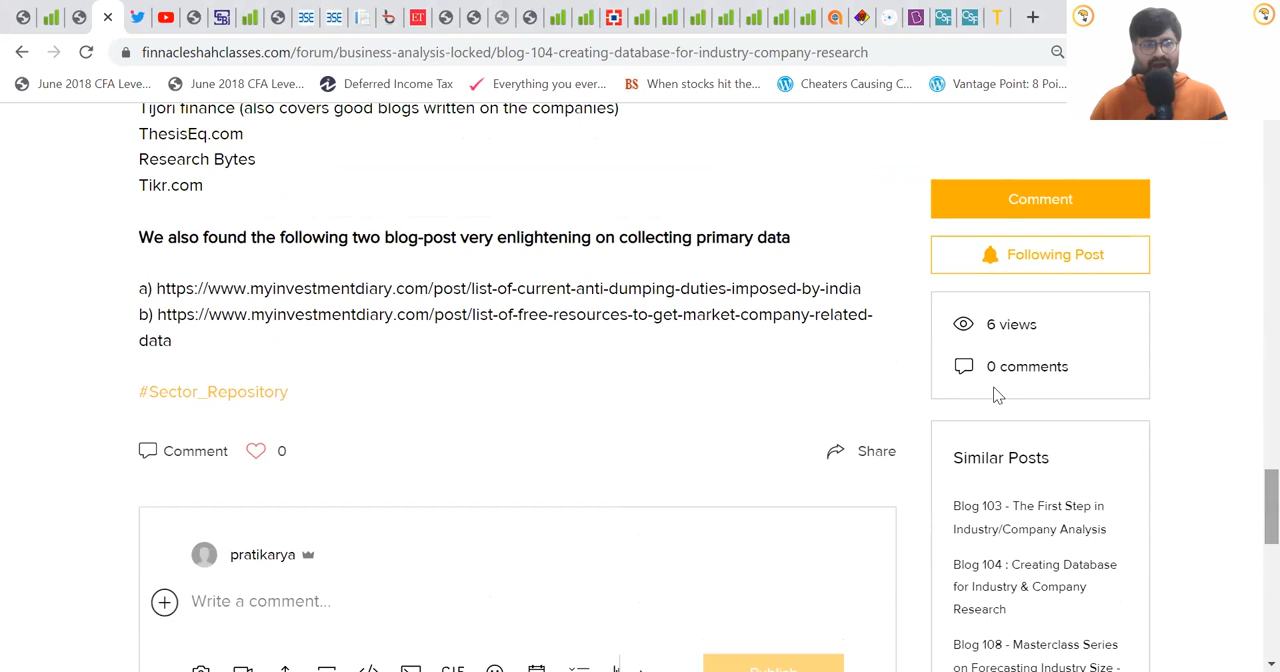 finnacleshahclasses.com/forum/business-analysis-locked/blog-104-creating-database-for-industry-company-research
June 2018 CFA Leve...
June 2018 CFA Leve...
Deferred Income Tax
Everything you ever...
BS When stocks hit the...
Cheaters Causing C...
Vantage Point: 8 Poi...
Tijori finance (also covers good blogs written on the companies)
ThesisEq.com
Research Bytes
Tikr.com
We also found the following two blog-post very enlightening on collecting primary data
a) https://www.myinvestmentdiary.com/post/list-of-current-anti-dumping-duties-imposed-by-india
b) https://www.myinvestmentdiary.com/post/list-of-free-resources-to-get-market-company-related-
data
#Sector_Repository
Comment
0
Share
pratikarya
Write a comment...
GIF
Publish
Comment
Following Post
6 views
0 comments
Similar Posts
Blog 103 - The First Step in
Industry/Company Analysis
Blog 104 : Creating Database
for Industry & Company
Research
Blog 108 - Masterclass Series
on Forecasting Industry Size -